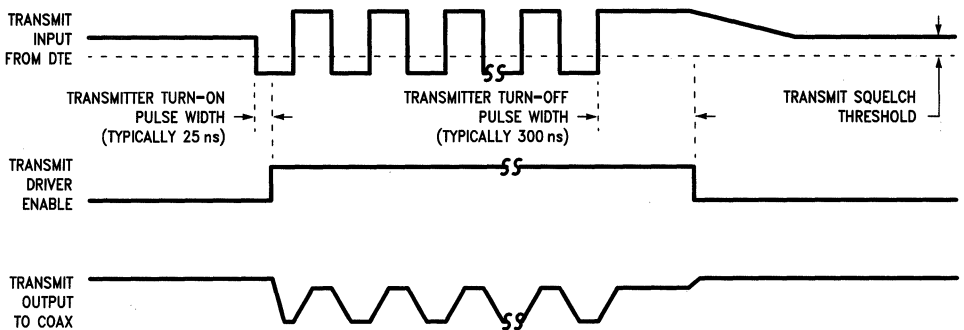 TRANSMIT
INPUT
FROM DTE
TRANSMITTER TURN-ON
PULSE WIDTH
(TYPICALLY 25 ns)
TRANSMITTER TURN-OFF
PULSE WIDTH
(TYPICALLY 300 ns)
TRANSMIT SQUELCH
THRESHOLD
TRANSMIT
DRIVER
ENABLE
TRANSMIT
OUTPUT
TO COAX